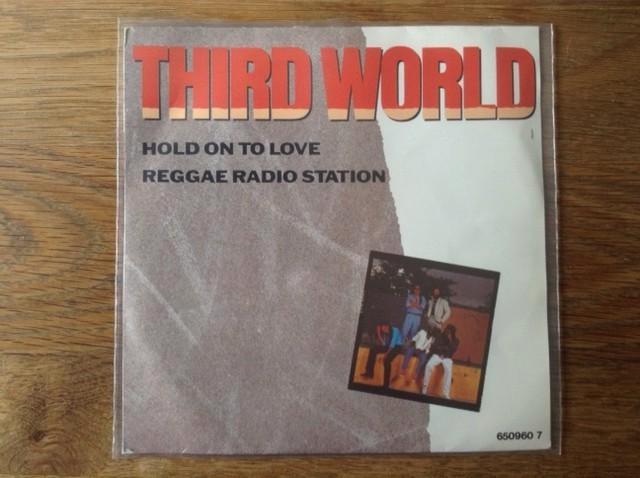 THIRD WORLD
HOLD ON TO LOVE
REGGAE RADIO STATION
650960 7